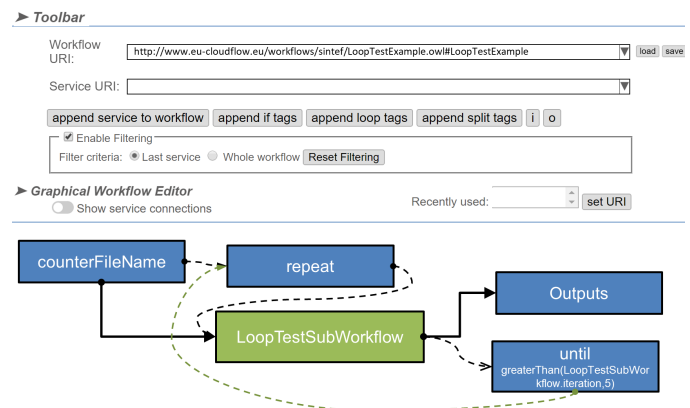 Toolbar
Workflow
URI:
http://www.eu-cloudflow.eu/workflows/sintef/LoopTestExample.owl#LoopTestExample
load save
Service URI:
append service to workflow append if tags append loop tags append split tags i o
Enable Filtering
Filter criteria: Last service Whole workflow Reset Filtering
Graphical Workflow Editor
Show service connections
Recently used: set URI
counterFileName
repeat
Outputs
LoopTestSubWorkflow
until
greaterThan(LoopTestSubWor
kflow.iteration,5)